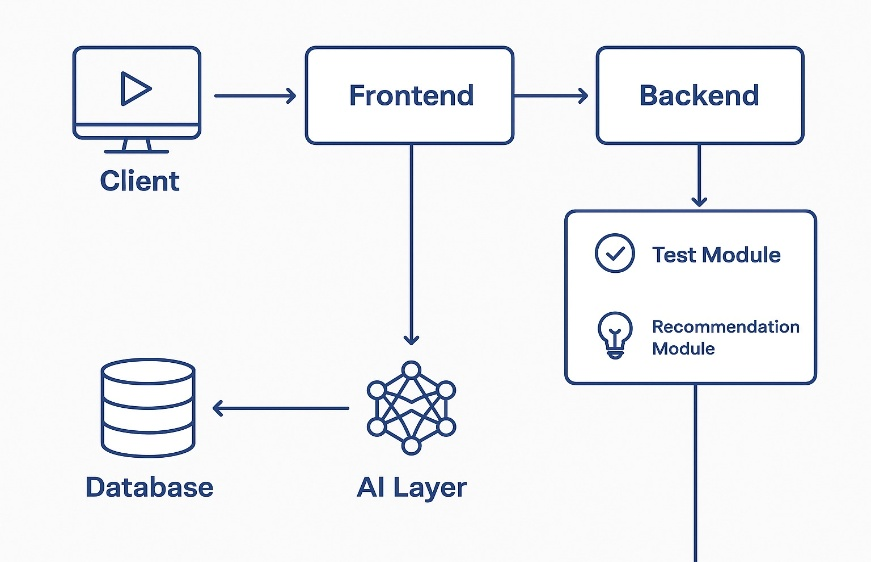 Frontend
Backend
Client
Test Module
Recommendation
Module
Database
AI Layer